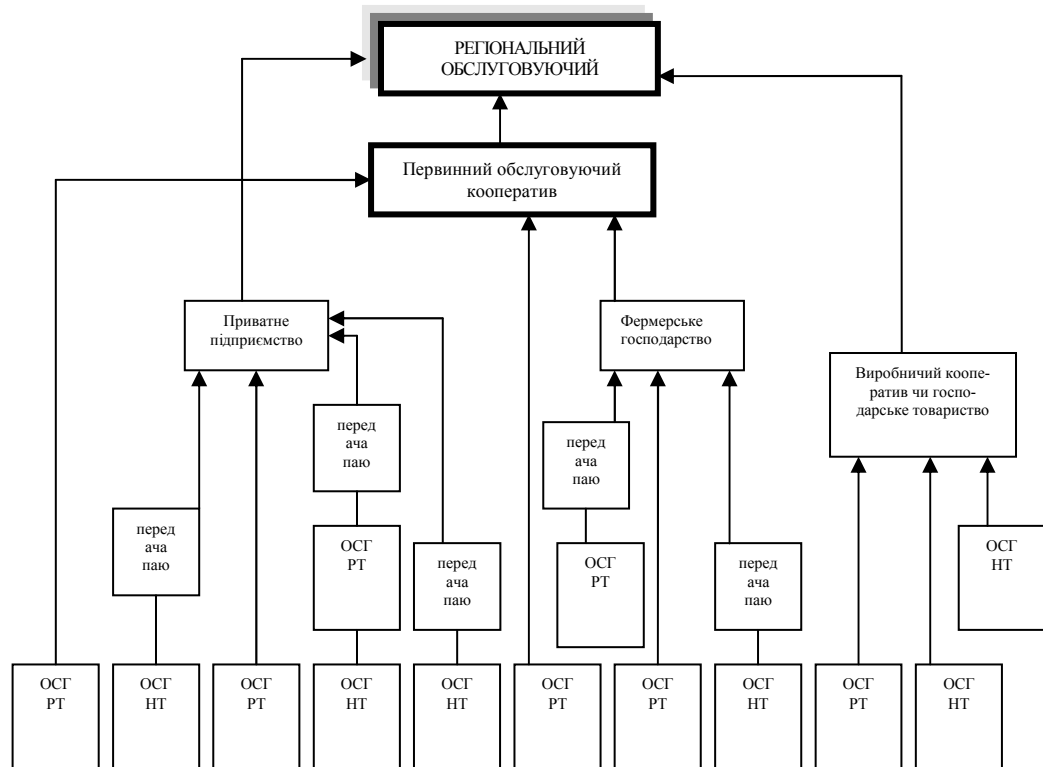 РЕГІОНАЛЬНИЙ
ОБСЛУГОВУЮЧИЙ
Первинний обслуговуючий
кооператив
Приватне
підприємство
Фермерське
господарство
Виробничий коопе-
ратив чи госпо-
дарське товариство
перед
ача
паю
перед
ача
паю
перед
ача
паю
ОСГ
РТ
ОСГ
НТ
перед
ача
паю
ОСГ
РТ
перед
ача
паю
перед
ача
паю
ОСГ
РТ
ОСГ
НТ
ОСГ
РТ
ОСГ
НТ
ОСГ
НТ
ОСГ
РТ
ОСГ
РТ
ОСГ
НТ
ОСГ
РТ
ОСГ
НТ